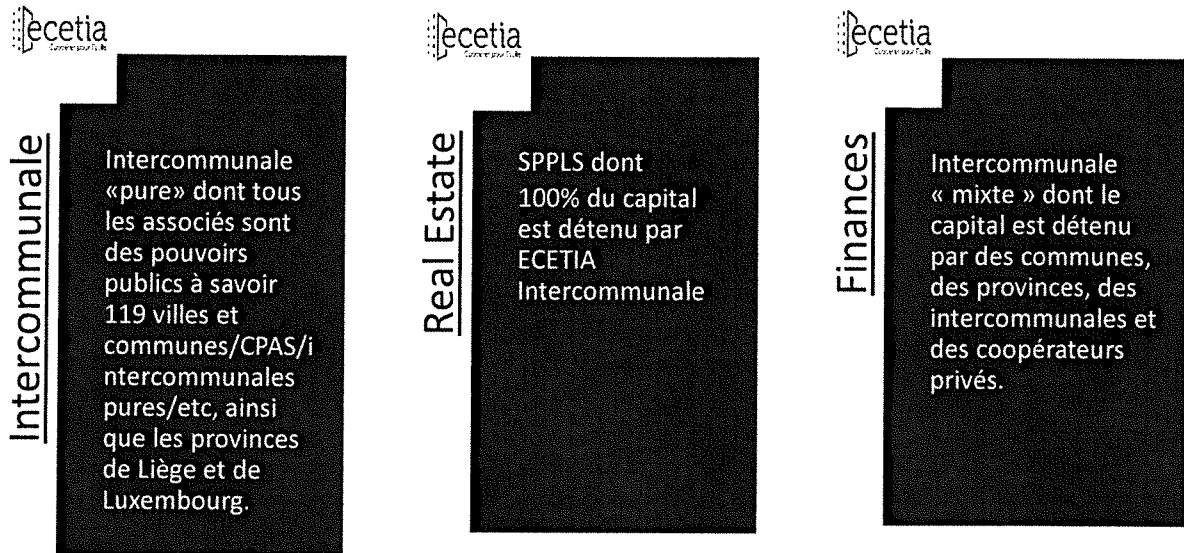 ecetia
Intercommunale
Intercommunale
«pure» dont tous
les associés sont
des pouvoirs
publics à savoir
119 villes et
communes/CPAS/i
ntercommunales
pures/etc, ainsi
que les provinces
de Liège et de
Luxembourg.
ecetia
Real Estate
SPPLS dont
100% du capital
est détenu par
ECETIA
Intercommunale
ecetia
Finances
Intercommunale
« mixte » dont le
capital est détenu
par des communes,
des provinces, des
intercommunales et
des coopérateurs
privés.